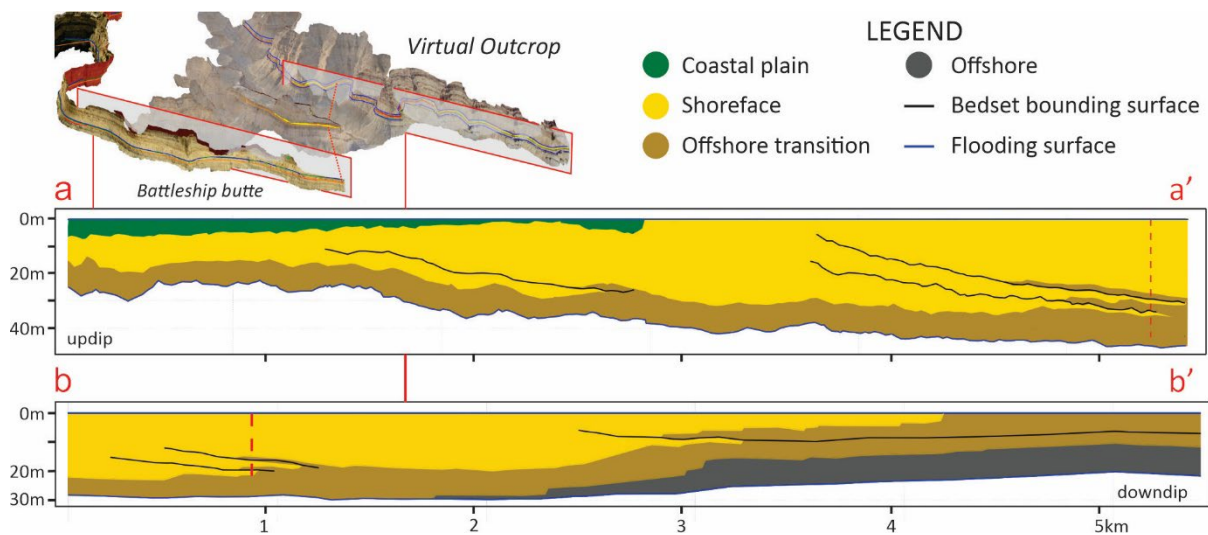 Virtual Outcrop
Battleship butte
LEGEND
Coastal plain
Offshore
Shoreface
Bedset bounding surface
Offshore transition
Flooding surface
a
a'
0m
20m
40m
updip
b
b'
0m
20m
30m
downdip
1
2
3
4
5km